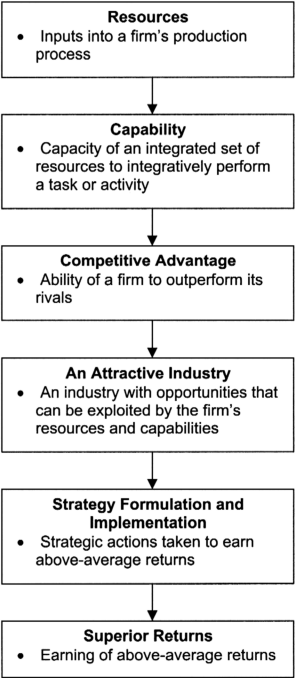 Resources
• Inputs into a firm's production
process
Capability
• Capacity of an integrated set of
resources to integratively perform
a task or activity
Competitive Advantage
• Ability of a firm to outperform its
rivals
An Attractive Industry
• An industry with opportunities that
can be exploited by the firm's
resources and capabilities
Strategy Formulation and
Implementation
• Strategic actions taken to earn
above-average returns
Superior Returns
• Earning of above-average returns